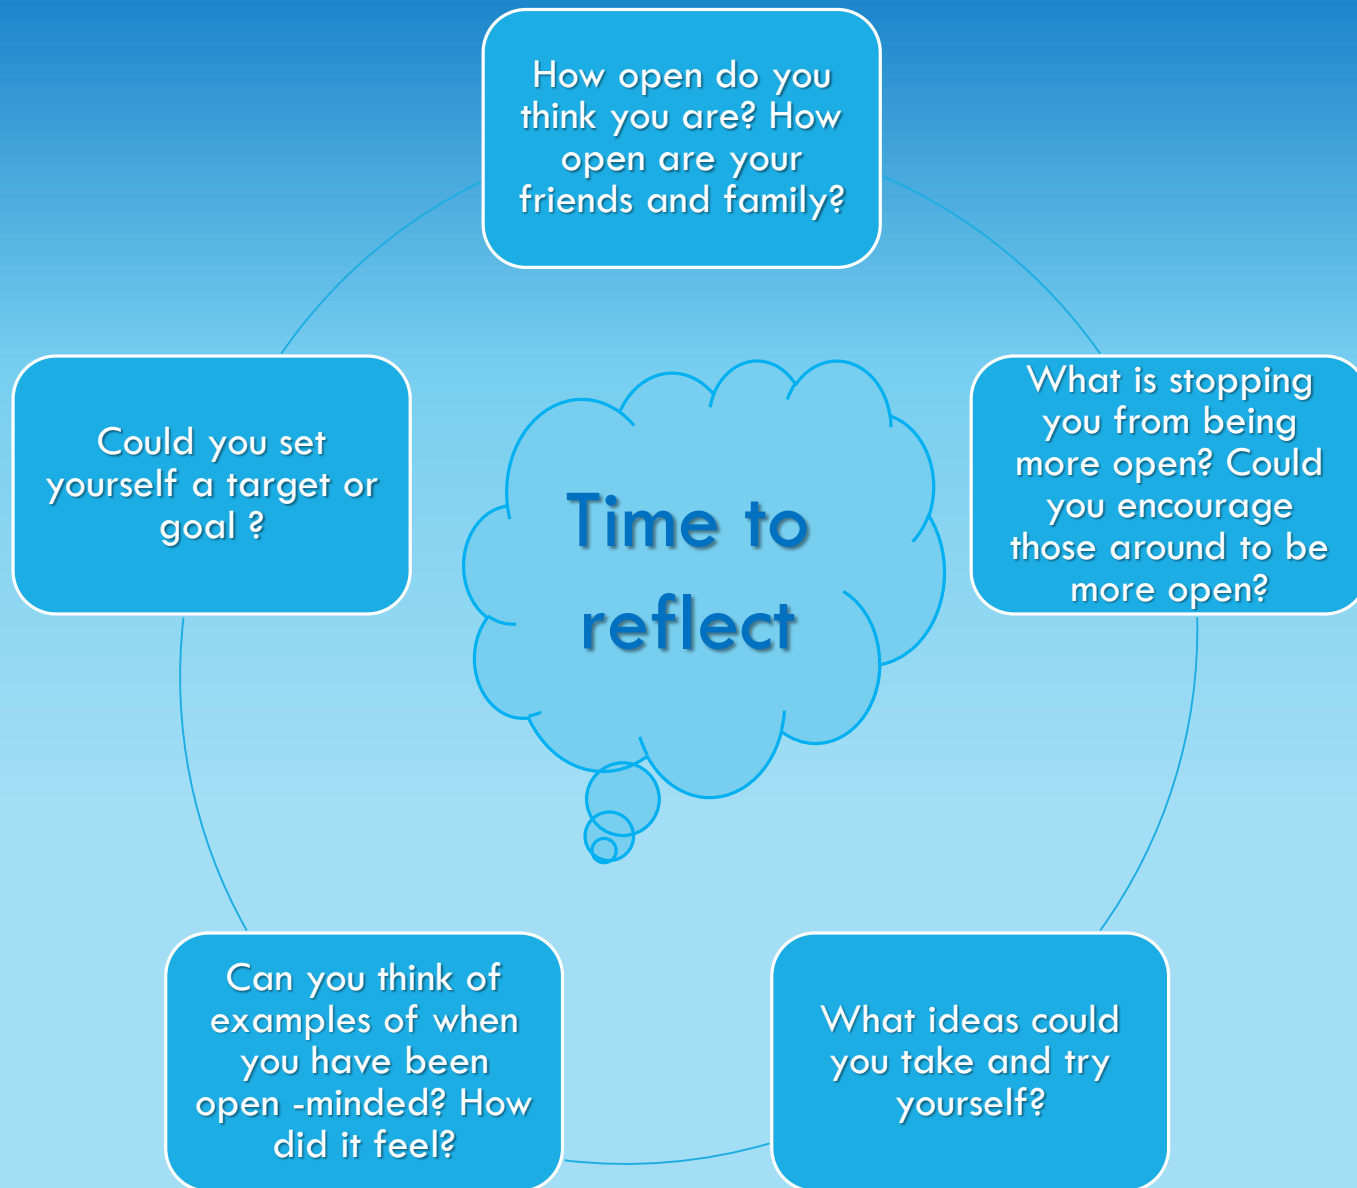 How open do you
think you are? How
open are your
friends and family?
What is stopping
you from being
more open? Could
you encourage
those around to be
more open?
What ideas could
you take and try
yourself?
Can you think of
examples of when
you have been
open -minded? How
did it feel?
Could you set
yourself a target or
goal ?
Time to
reflect